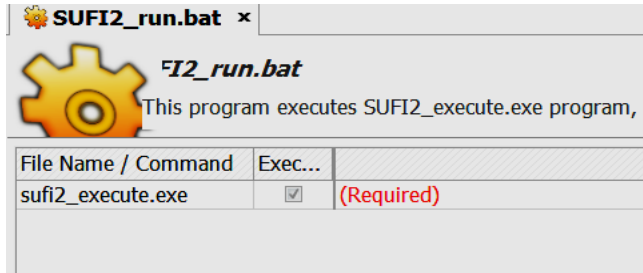 SUFI2_run.bat ×
FI2_run.bat
This program executes SUFI2_execute.exe program,
File Name / Command Exec...
sufi2_execute.exe (Required)